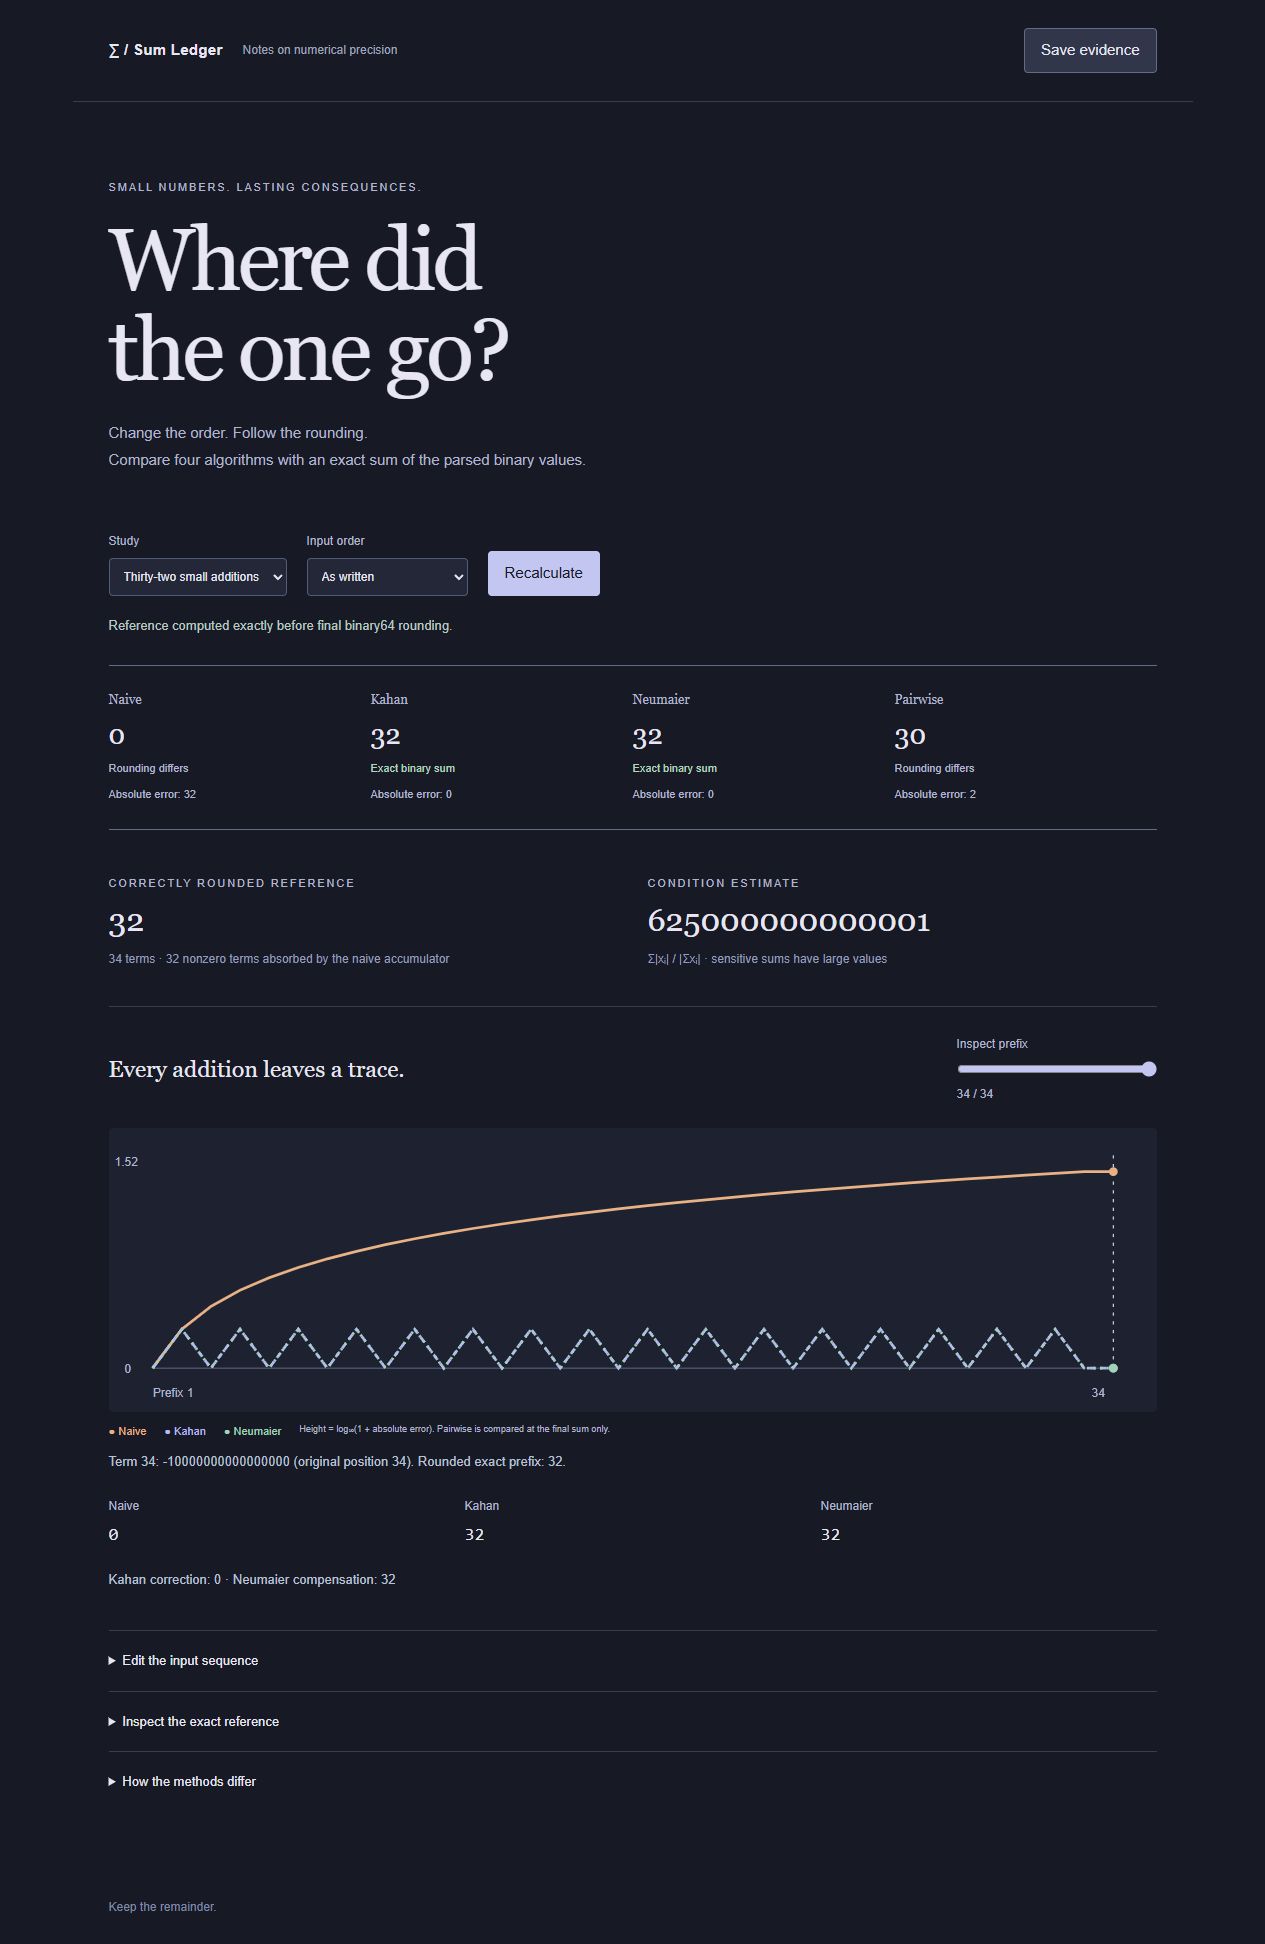 ∑ / Sum Ledger
Notes on numerical precision
Save evidence
SMALL NUMBERS. LASTING CONSEQUENCES.
Where did
the one go?
Change the order. Follow the rounding.
Compare four algorithms with an exact sum of the parsed binary values.
Study
Input order
Thirty-two small additions
As written
Recalculate
Reference computed exactly before final binary64 rounding.
Naive
0
Rounding differs
Absolute error: 32
Kahan
32
Exact binary sum
Absolute error: 0
Neumaier
32
Exact binary sum
Absolute error: 0
Pairwise
30
Rounding differs
Absolute error: 2
CORRECTLY ROUNDED REFERENCE
32
34 terms · 32 nonzero terms absorbed by the naive accumulator
CONDITION ESTIMATE
625000000000001
Σ|xᵢ| / |Σxᵢ| · sensitive sums have large values
Every addition leaves a trace.
Inspect prefix
34 / 34
1.52
0
Prefix 1
34
● Naive
● Kahan
● Neumaier
Height = log₁₀(1 + absolute error). Pairwise is compared at the final sum only.
Term 34: -10000000000000000 (original position 34). Rounded exact prefix: 32.
Naive
0
Kahan
32
Neumaier
32
Kahan correction: 0 · Neumaier compensation: 32
▶ Edit the input sequence
▶ Inspect the exact reference
▶ How the methods differ
Keep the remainder.